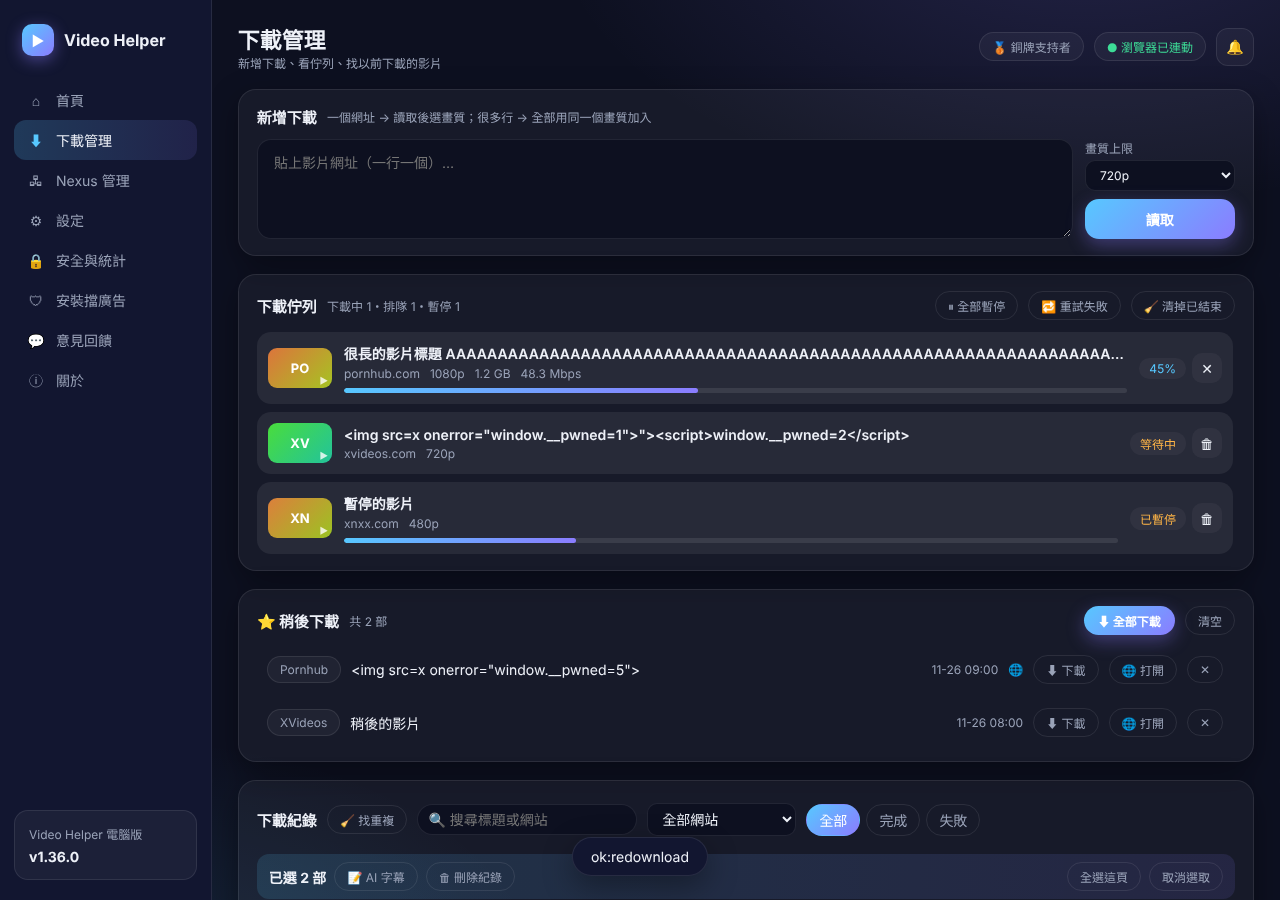 Video Helper
首頁
下載管理
Nexus 管理
設定
安全與統計
安裝擋廣告
意見回饋
關於
Video Helper 電腦版
v1.36.0
下載管理
新增下載、看佇列、找以前下載的影片
銅牌支持者
瀏覽器已連動
新增下載 一個網址 → 讀取後選畫質；很多行 → 全部用同一個畫質加入
貼上影片網址（一行一個）...
畫質上限
720p
讀取
下載佇列 下載中 1 • 排隊 1 • 暫停 1
全部暫停
重試失敗
清掉已結束
PO
很長的影片標題 AAAAAAAAAAAAAAAAAAAAAAAAAAAAAAAAAAAAAAAAAAAAAAAAAAAAAAAAAAAAAAAA...
pornhub.com 1080p 1.2 GB 48.3 Mbps
45%
XV
<img src=x onerror="window.__pwned=1">"><script>window.__pwned=2</script>
xvideos.com 720p
等待中
XN
暫停的影片
xnxx.com 480p
已暫停
稍後下載 共 2 部
全部下載
清空
Pornhub <img src=x onerror="window.__pwned=5"> 11-26 09:00 下載 打開
XVideos 稍後的影片 11-26 08:00 下載 打開
下載紀錄 找重複 搜尋標題或網站 全部網站 全部 完成 失敗
ok:redownload
已選 2 部 AI 字幕 刪除紀錄 全選這頁 取消選取